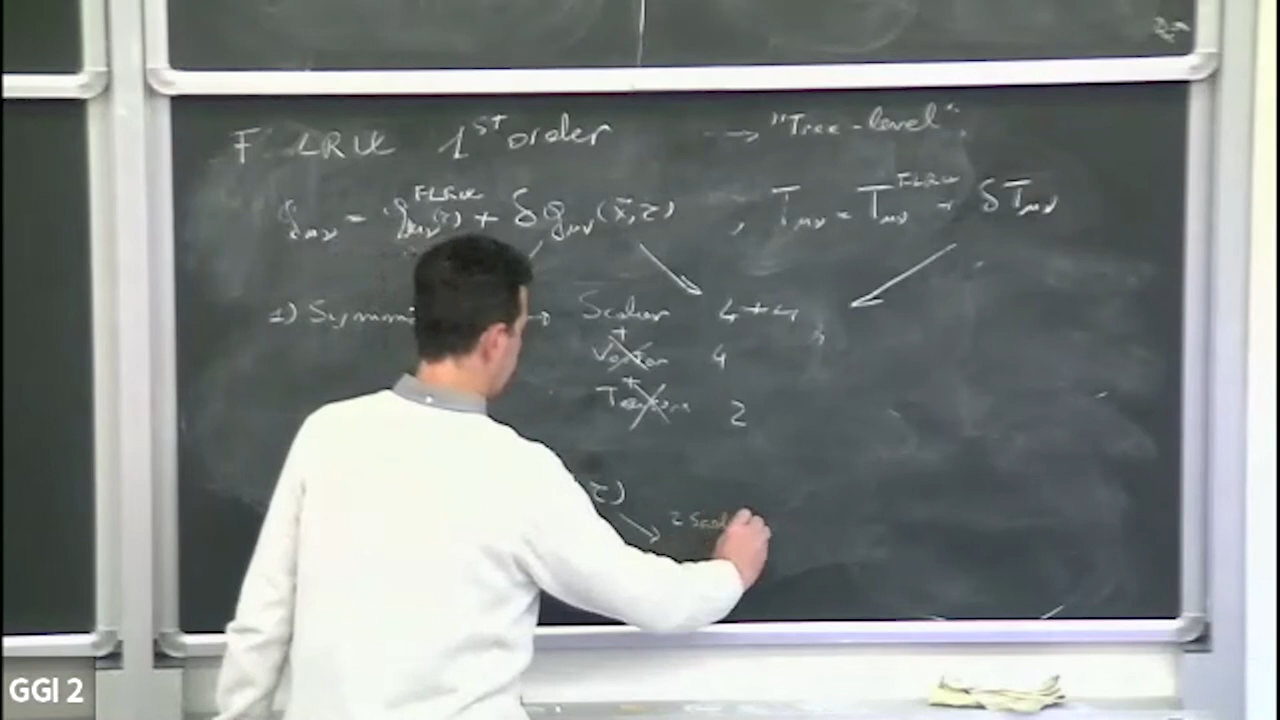 FLRW 1ST order → "Tree-level"
g_μν = g_μν^FLRW(τ) + δg_μν(x⃗,τ) , T_μν = T_μν^FLRW + δT_μν
1) Symm → Scalar 4+4
+
Vector 4
+
Tensor 2
τ)
2 Scal
GGI 2